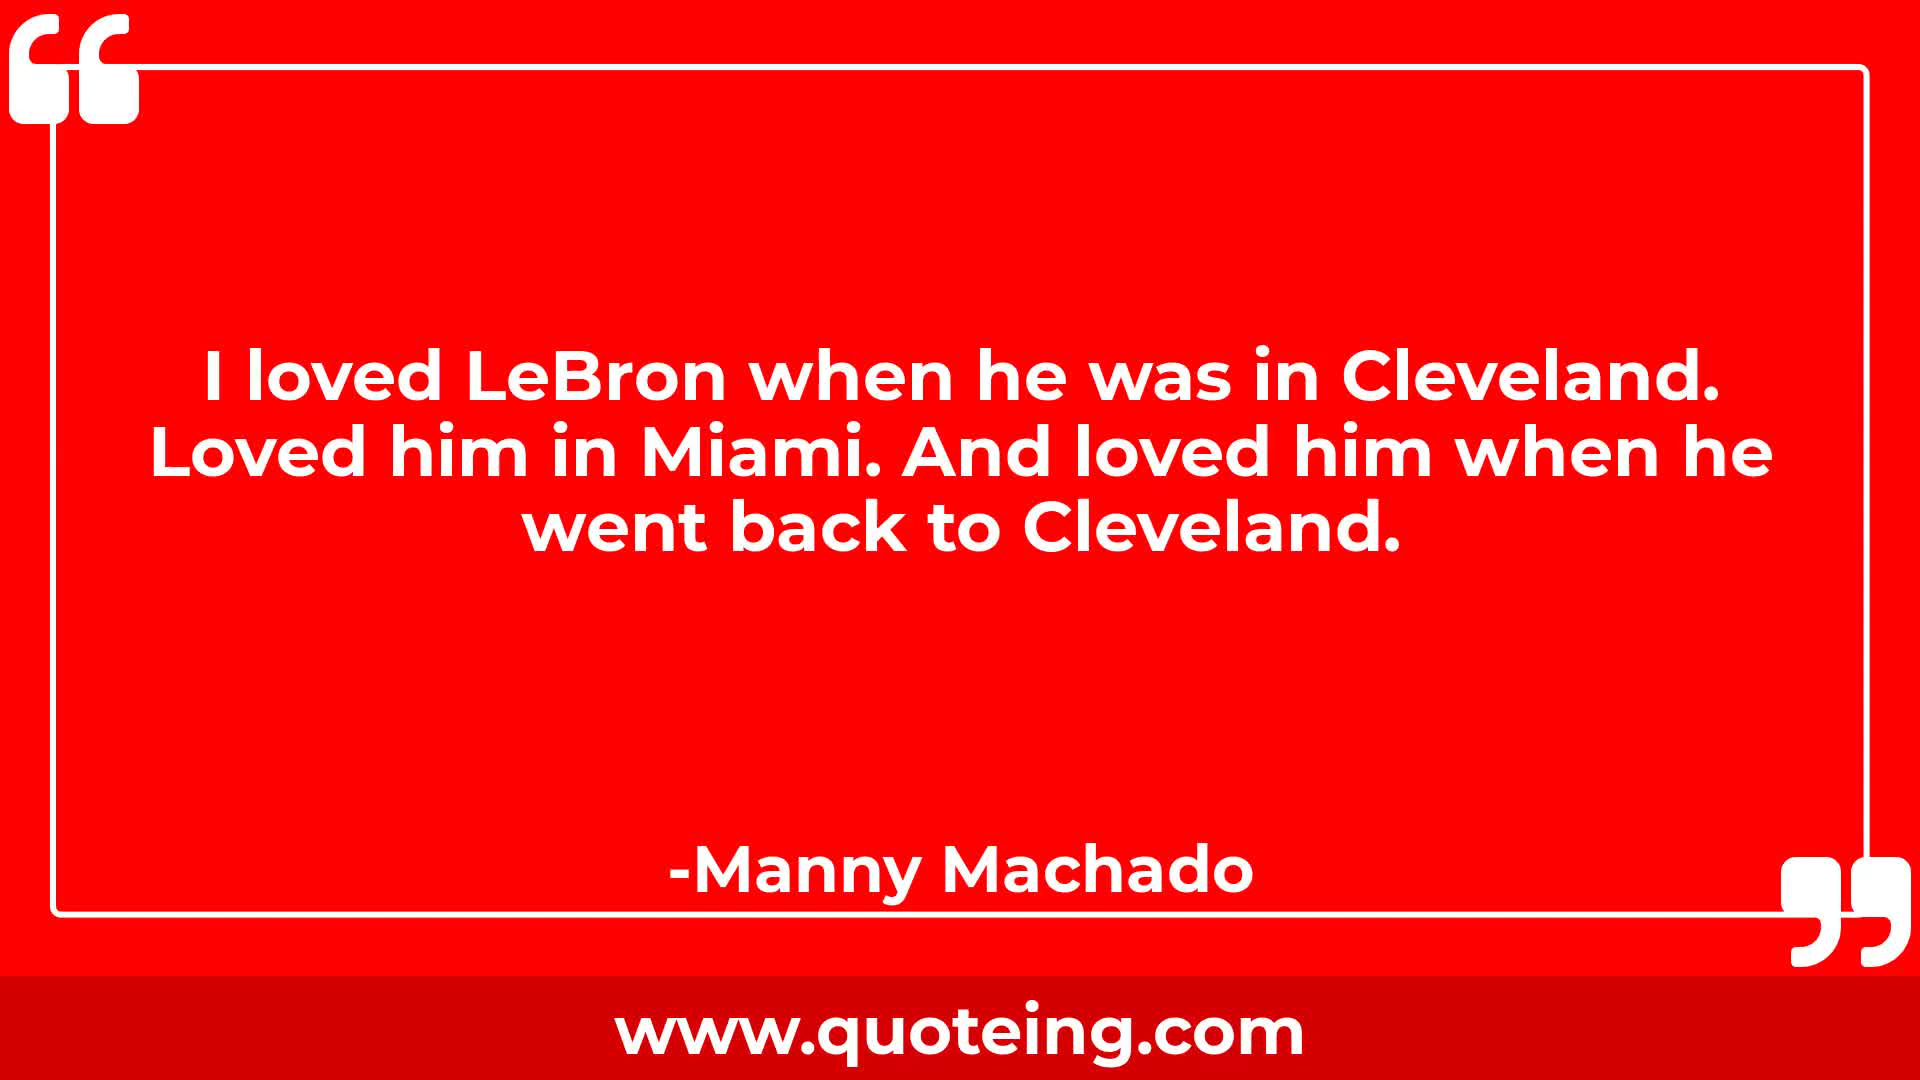 I loved LeBron when he was in Cleveland.
Loved him in Miami. And loved him when he
went back to Cleveland.
-Manny Machado
www.quoteing.com